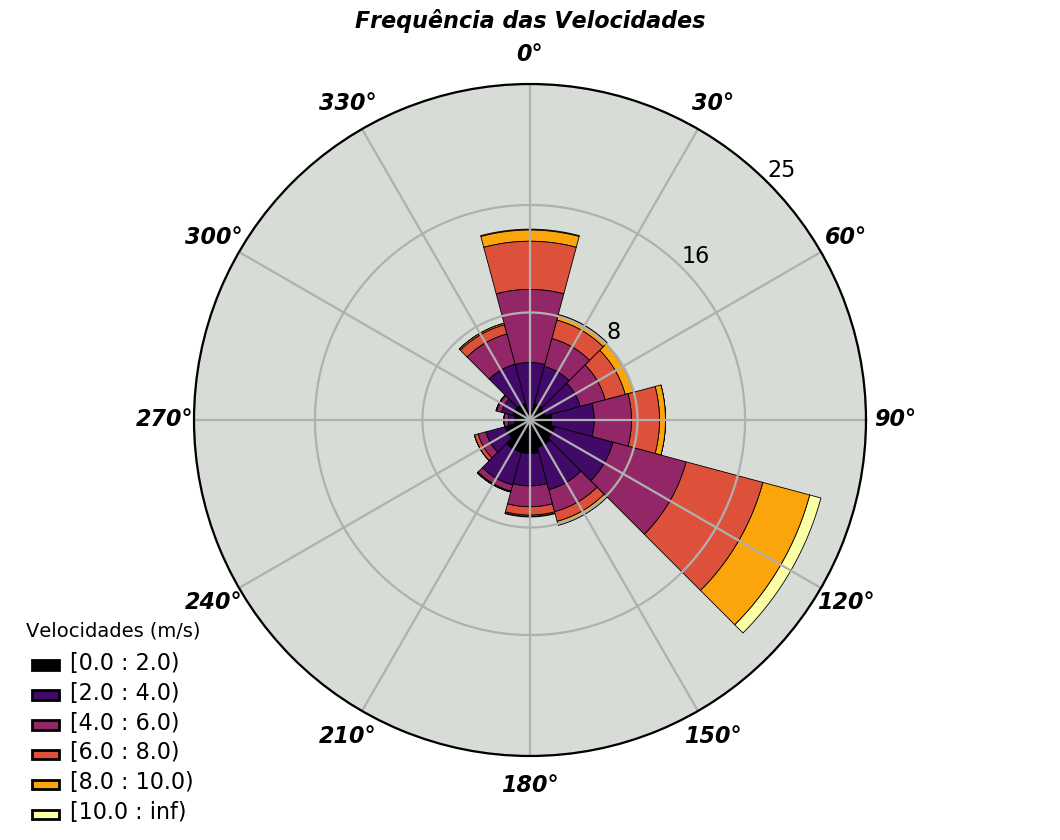 Frequência das Velocidades
0°
330°
30°
25
300°
60°
16
8
270°
90°
240°
120°
210°
150°
180°
Velocidades (m/s)
[0.0 : 2.0)
[2.0 : 4.0)
[4.0 : 6.0)
[6.0 : 8.0)
[8.0 : 10.0)
[10.0 : inf)